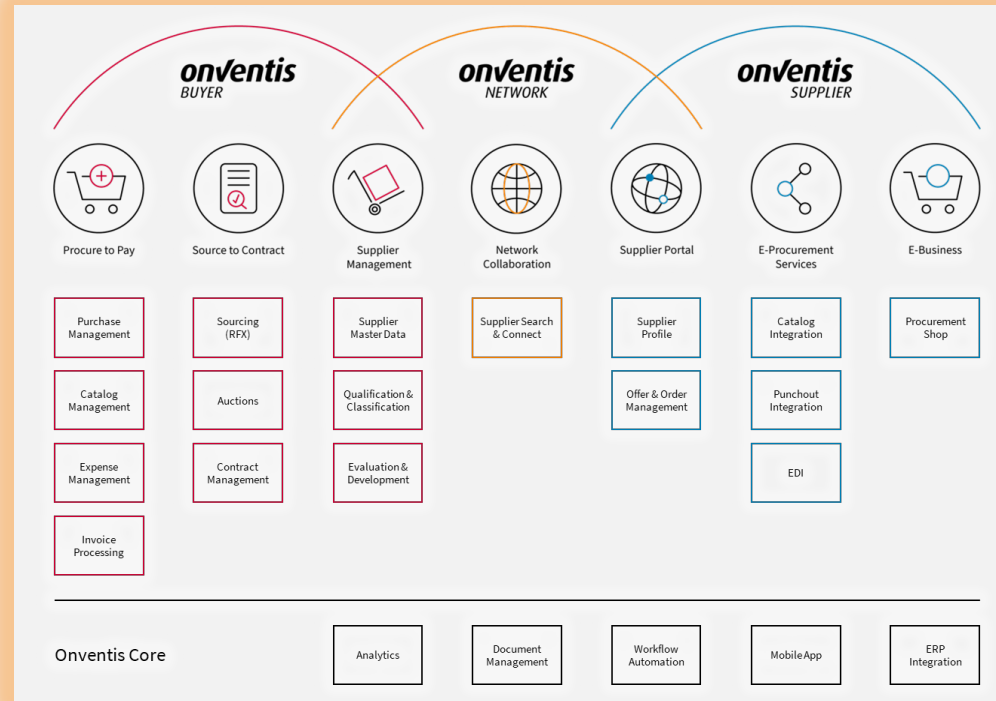 onventis
BUYER
onventis
NETWORK
onventis
SUPPLIER
Procure to Pay
Source to Contract
Supplier
Management
Network
Collaboration
Supplier Portal
E-Procurement
Services
E-Business
Purchase
Management
Sourcing
(RFX)
Supplier
Master Data
Supplier Search
& Connect
Supplier
Profile
Catalog
Integration
Procurement
Shop
Catalog
Management
Auctions
Qualification &
Classification
Offer & Order
Management
Punchout
Integration
Expense
Management
Contract
Management
Evaluation &
Development
EDI
Invoice
Processing
Onventis Core
Analytics
Document
Management
Workflow
Automation
Mobile App
ERP
Integration